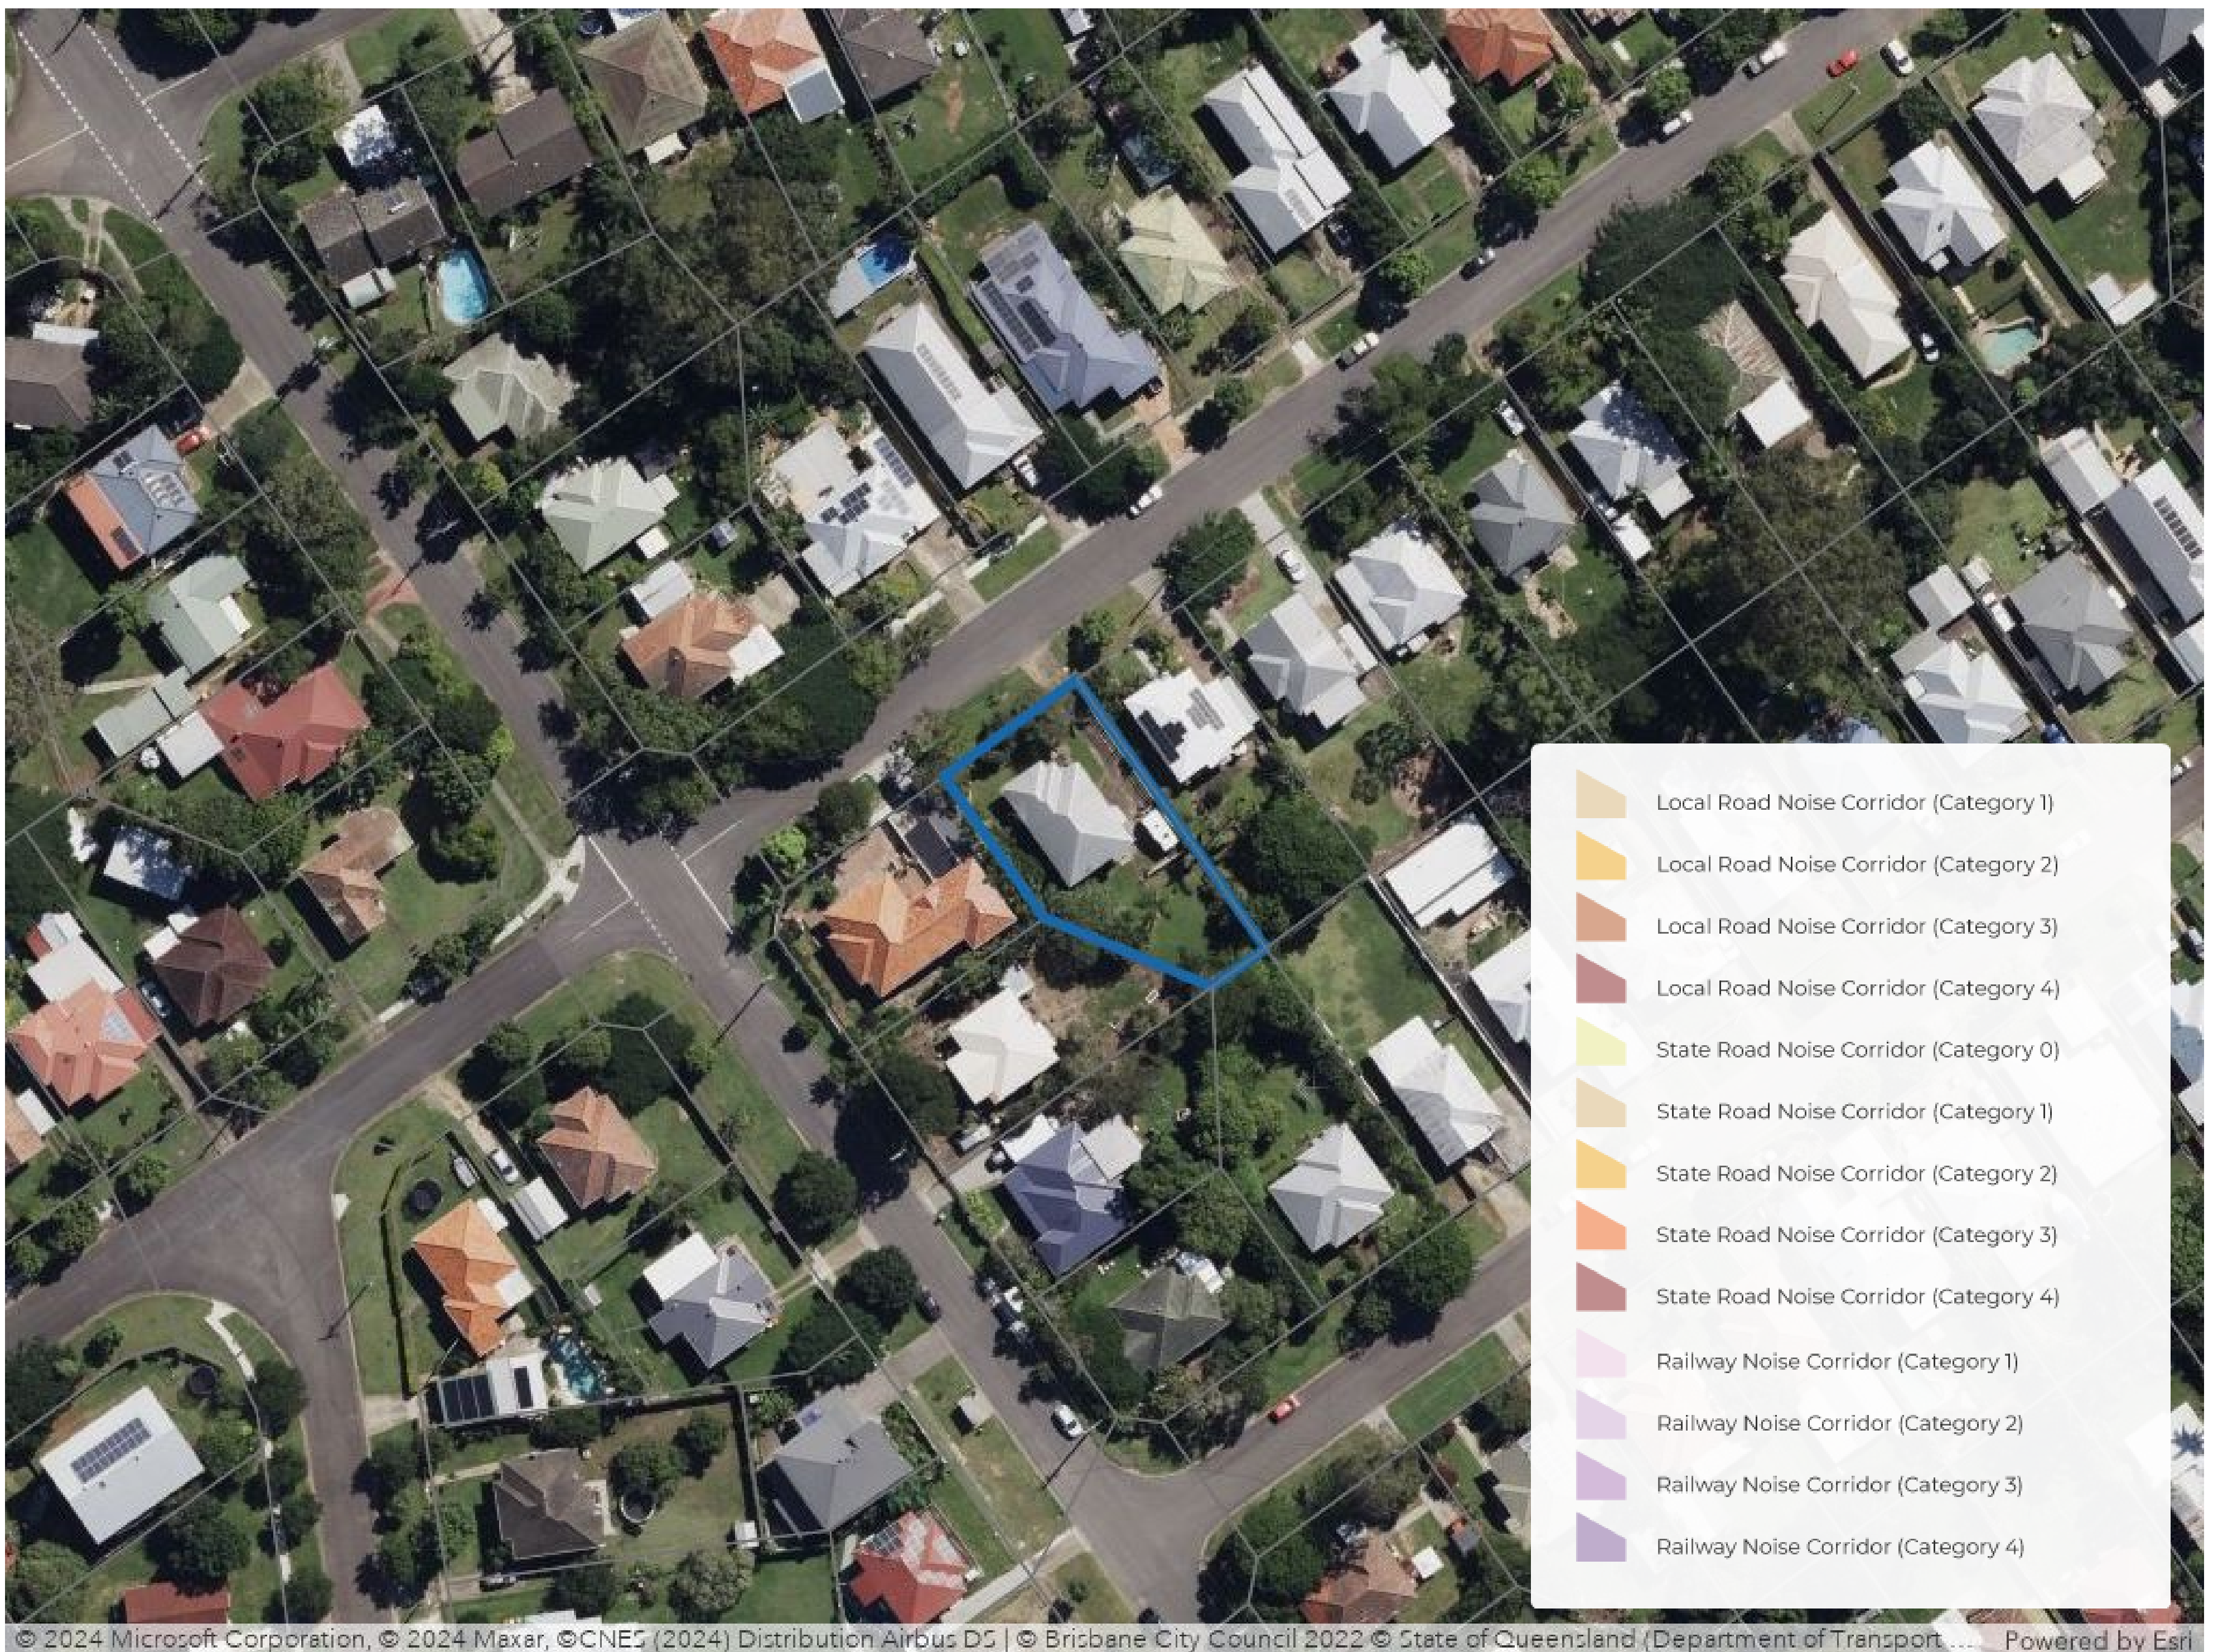 Local Road Noise Corridor (Category 1)
Local Road Noise Corridor (Category 2)
Local Road Noise Corridor (Category 3)
Local Road Noise Corridor (Category 4)
State Road Noise Corridor (Category 0)
State Road Noise Corridor (Category 1)
State Road Noise Corridor (Category 2)
State Road Noise Corridor (Category 3)
State Road Noise Corridor (Category 4)
Railway Noise Corridor (Category 1)
Railway Noise Corridor (Category 2)
Railway Noise Corridor (Category 3)
Railway Noise Corridor (Category 4)
© 2024 Microsoft Corporation, © 2024 Maxar, ©CNES (2024) Distribution Airbus DS | © Brisbane City Council 2022 © State of Queensland (Department of Transport ... Powered by Esri